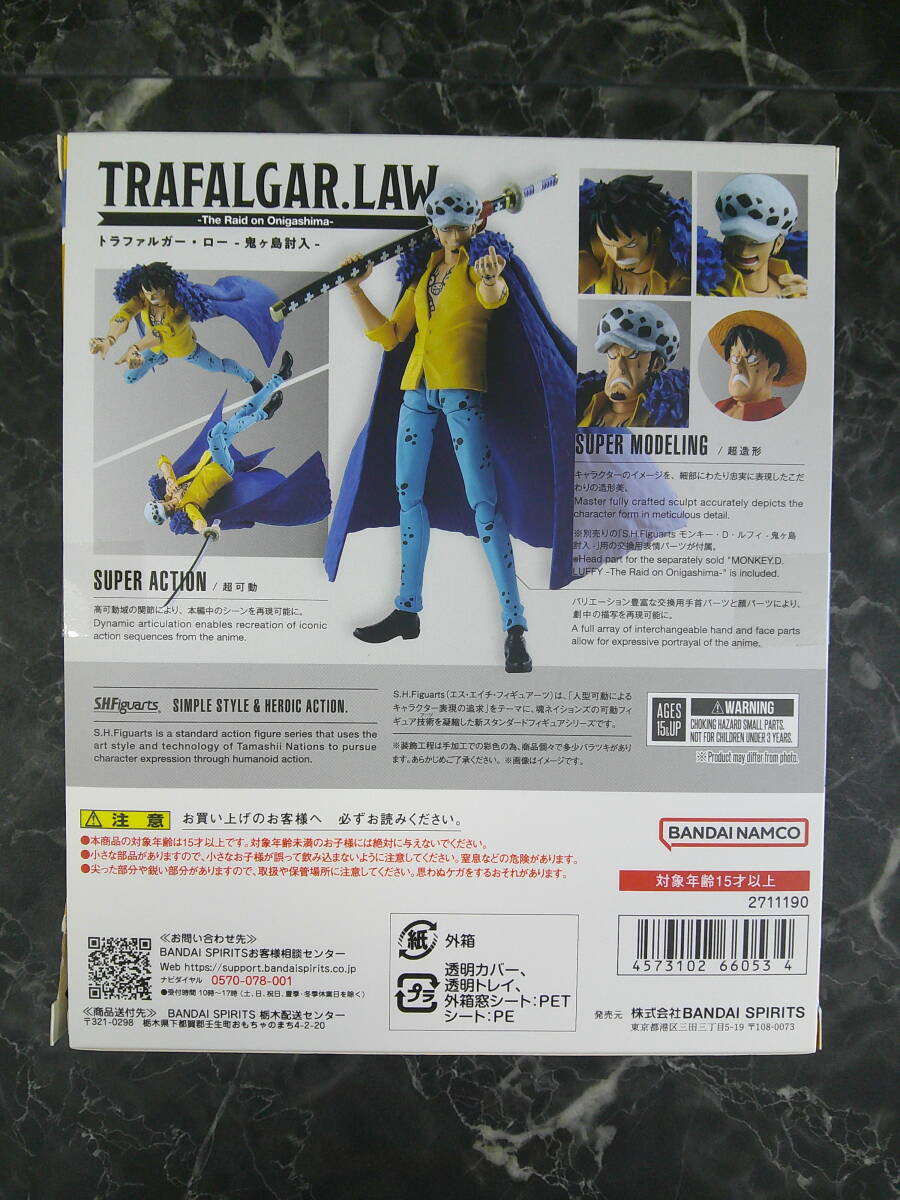 TRAFALGAR.LAW
-The Raid on Onigashima-
トラファルガー・ロー - 鬼ヶ島討入 -
SUPER ACTION / 超可動
高可動域の関節により、本編中のシーンを再現可能に。
Dynamic articulation enables recreation of iconic
action sequences from the anime.
SUPER MODELING / 超造形
キャラクターのイメージを、細部にわたり忠実に表現したこだ
わりの造形美。
Master fully crafted sculpt accurately depicts the
character form in meticulous detail.
※別売りの「S.H.Figuarts モンキー・D・ルフィ - 鬼ヶ島
討入 -」用の交換用表情パーツが付属。
※Head part for the separately sold "MONKEY.D.
LUFFY -The Raid on Onigashima-" is included.
バリエーション豊富な交換用手首パーツと顔パーツにより、
劇中の描写を再現可能に。
A full array of interchangeable hand and face parts
allow for expressive portrayal of the anime.
S.H.Figuarts SIMPLE STYLE & HEROIC ACTION.
S.H.Figuarts is a standard action figure series that uses the
art style and technology of Tamashii Nations to pursue
character expression through humanoid action.
S.H.Figuarts（エス・エイチ・フィギュアーツ）は、「人型可動による
キャラクター表現の追求」をテーマに、魂ネイションズの可動フィ
ギュア技術を凝縮した新スタンダードフィギュアシリーズです。
※装飾工程は手加工での彩色の為、商品個々で多少バラツキがあり
ます。あらかじめご了承ください。 ※画像はイメージです。
AGES
15&UP
WARNING
CHOKING HAZARD SMALL PARTS.
NOT FOR CHILDREN UNDER 3 YEARS.
※Product may differ from photo.
注意 お買い上げのお客様へ 必ずお読みください。
●本商品の対象年齢は15才以上です。対象年齢未満のお子様には絶対に与えないでください。
●小さな部品がありますので、小さなお子様が誤って飲み込まないように注意してください。窒息などの危険があります。
●尖った部分や鋭い部分がありますので、取扱や保管場所に注意してください。思わぬケガをするおそれがあります。
BANDAI NAMCO
対象年齢15才以上
2711190
4573102 66053 4
≪お問い合わせ先≫
BANDAI SPIRITSお客様相談センター
Web https://support.bandaispirits.co.jp
ナビダイヤル 0570-078-001
●受付時間 10時～17時（土、日、祝日、夏季・冬季休業日を除く）
≪商品送付先≫ BANDAI SPIRITS 栃木配送センター
〒321-0298 栃木県下都賀郡壬生町おもちゃのまち4-2-20
紙 外箱
プラ 透明カバー、
透明トレイ、
外箱窓シート：PET
シート：PE
発売元 株式会社BANDAI SPIRITS
東京都港区三田三丁目5-19 〒108-0073